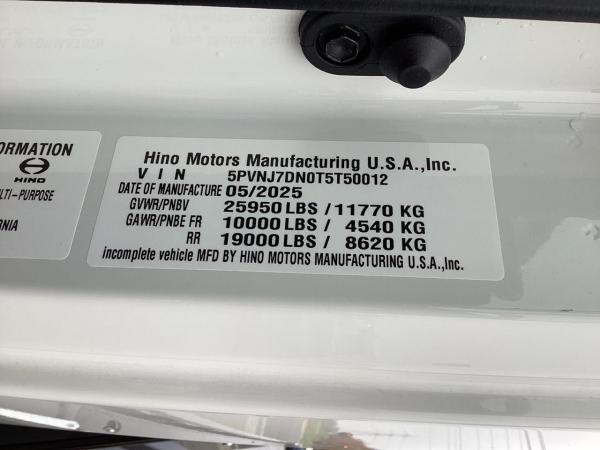 ORMATION
HINO
LTI-PURPOSE
RNIA
Hino Motors Manufacturing U.S.A.,Inc.
V I N 5PVNJ7DN0T5T50012
DATE OF MANUFACTURE 05/2025
GVWR/PNBV 25950 LBS / 11770 KG
GAWR/PNBE FR 10000 LBS / 4540 KG
RR 19000 LBS / 8620 KG
incomplete vehicle MFD BY HINO MOTORS MANUFACTURING U.S.A.,Inc.